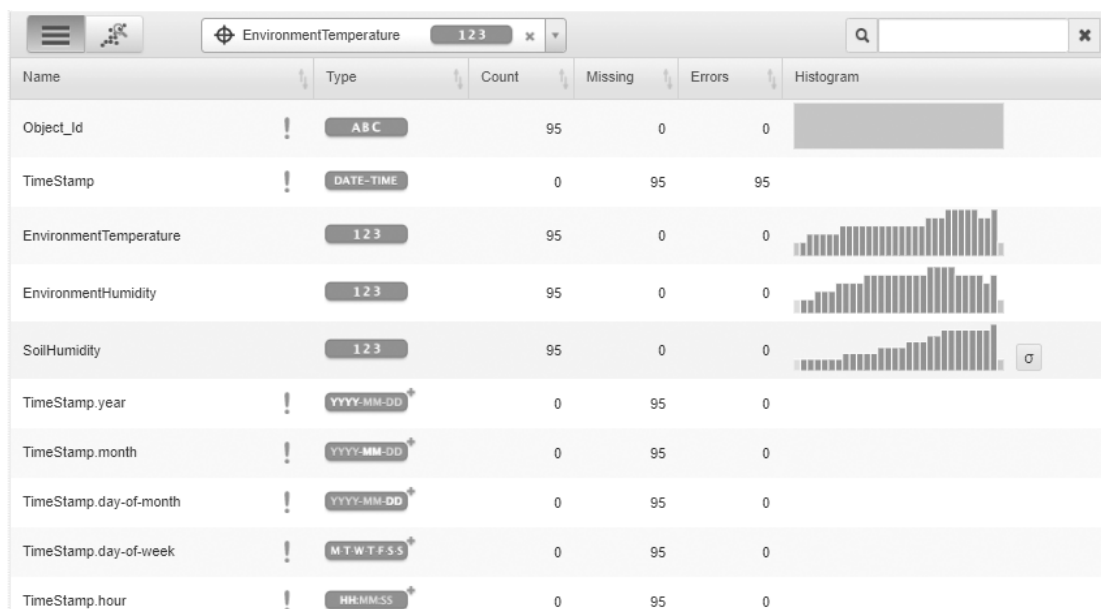 EnvironmentTemperature 123
Name Type Count Missing Errors Histogram
Object_Id ! ABC 95 0 0
TimeStamp ! DATE-TIME 0 95 95
EnvironmentTemperature 123 95 0 0
EnvironmentHumidity 123 95 0 0
SoilHumidity 123 95 0 0 σ
TimeStamp.year ! YYYY-MM-DD 0 95 0
TimeStamp.month ! YYYY-MM-DD 0 95 0
TimeStamp.day-of-month ! YYYY-MM-DD 0 95 0
TimeStamp.day-of-week ! M-T-W-T-F-S-S 0 95 0
TimeStamp.hour ! HH:MM:SS 0 95 0